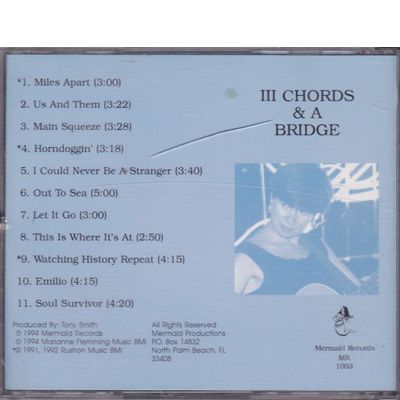 *1. Miles Apart (3:00)
2. Us And Them (3:22)
3. Main Squeeze (3:28)
*4. Horndoggin' (3:18)
5. I Could Never Be A Stranger (3:40)
6. Out To Sea (5:00)
7. Let It Go (3:00)
8. This Is Where It's At (2:50)
*9. Watching History Repeat (4:15)
10. Emilio (4:15)
11. Soul Survivor (4:20)
III CHORDS
& A
BRIDGE
Produced By: Tony Smith
© 1994 Mermaid Records
© 1994 Marianne Flemming Music BMI
*© 1991, 1992 Rustron Music BMI
All Rights Reserved
Mermaid Productions
P.O. Box 14832
North Palm Beach, FL
33408
Mermaid Records
MR
1003